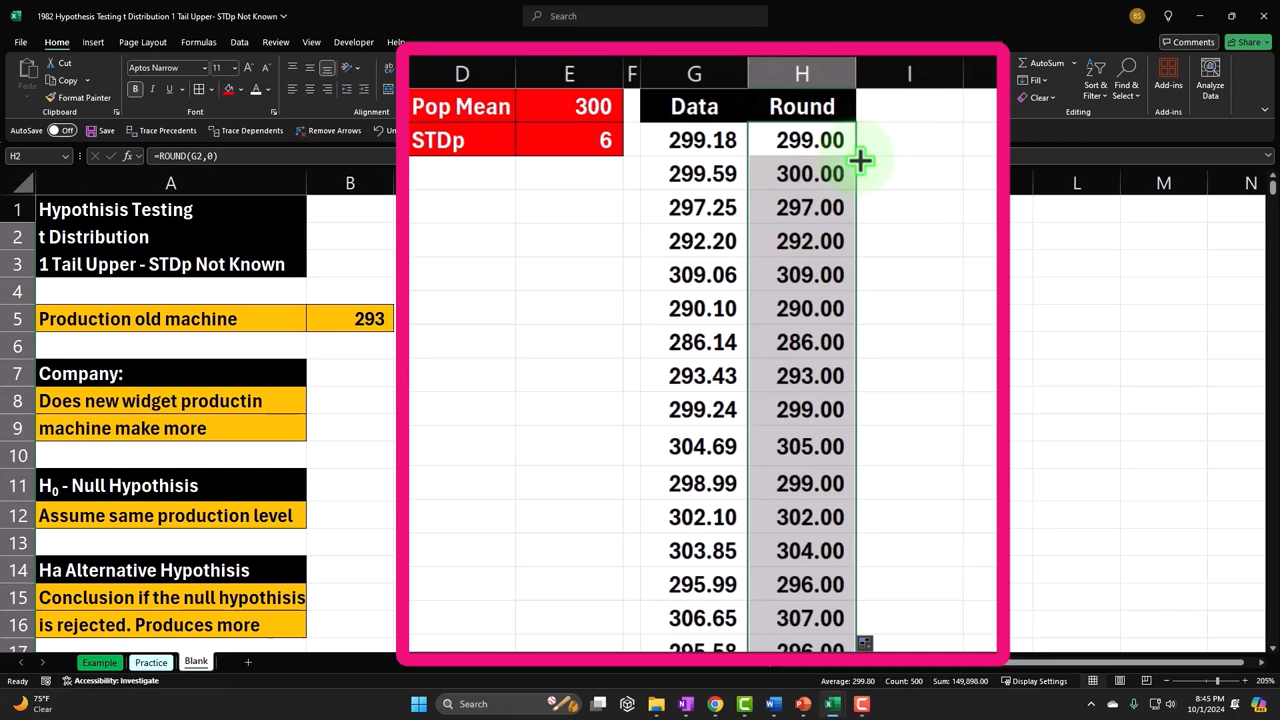 1982 Hypothesis Testing t Distribution 1 Tail Upper- STDp Not Known
Search
BS
File Home Insert Page Layout Formulas Data Review View Developer
Comments Share
Cut
Copy
Format Painter
Paste
Aptos Narrow 11
B I U
AutoSum
Fill
Clear
Add-ins
Analyze Data
AutoSave Off Save Trace Precedents Trace Dependents Remove Arrows
H2 fx =ROUND(G2,0)
A B D E F G H I L M N
1 Hypothisis Testing
2 t Distribution
3 1 Tail Upper - STDp Not Known
4
5 Production old machine 293
6
7 Company:
8 Does new widget productin
9 machine make more
10
11 H0 - Null Hypothisis
12 Assume same production level
13
14 Ha Alternative Hypothisis
15 Conclusion if the null hypothisis
16 is rejected. Produces more
17
Pop Mean 300 Data Round
STDp 6 299.18 299.00
299.59 300.00
297.25 297.00
292.20 292.00
309.06 309.00
290.10 290.00
286.14 286.00
293.43 293.00
299.24 299.00
304.69 305.00
298.99 299.00
302.10 302.00
303.85 304.00
295.99 296.00
306.65 307.00
295.58 296.00
Example Practice Blank
Ready Accessibility: Investigate Average: 299.80 Count: 500 Sum: 149,898.00 Display Settings 205%
75°F
Clear
Search
8:45 PM
10/1/2024